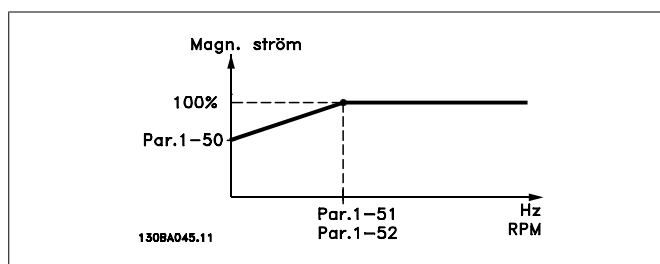 Magn. ström
100%
Par.1-50
Par.1-51
Par.1-52
Hz
RPM
130BA045.11